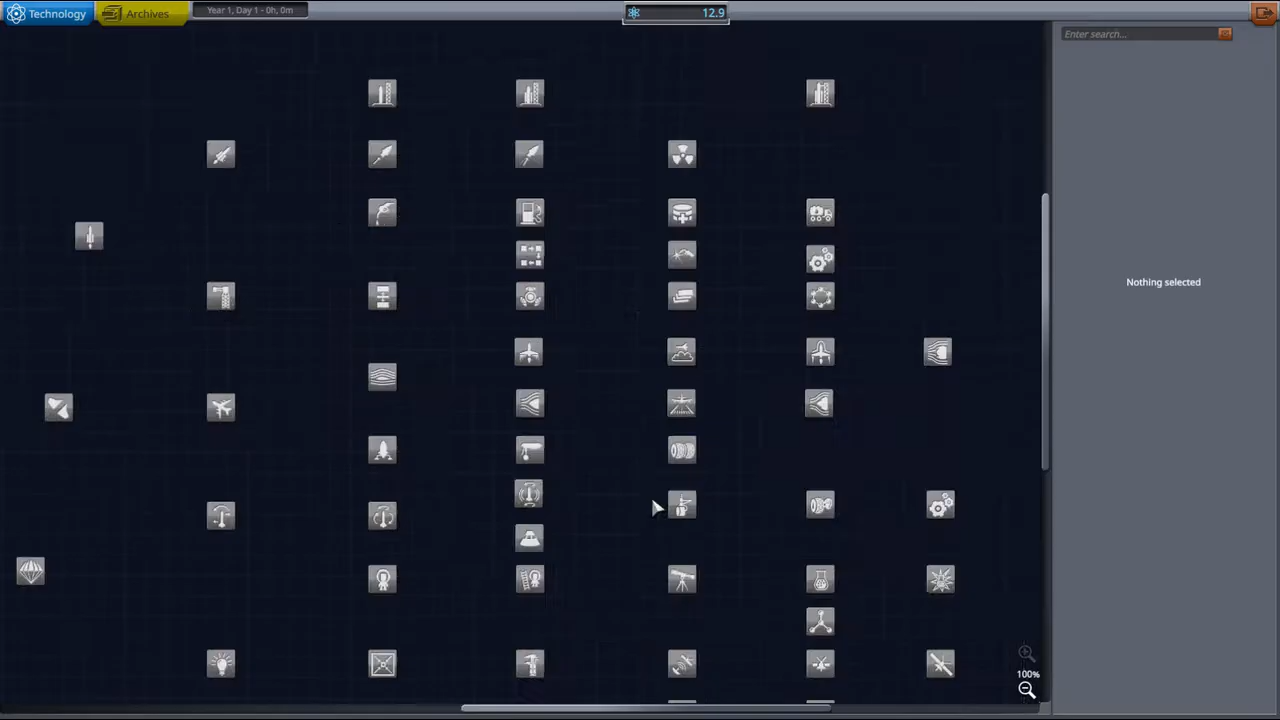 Technology
Archives
Year 1, Day 1 - 0h, 0m
12.9
Enter search...
Nothing selected
100%